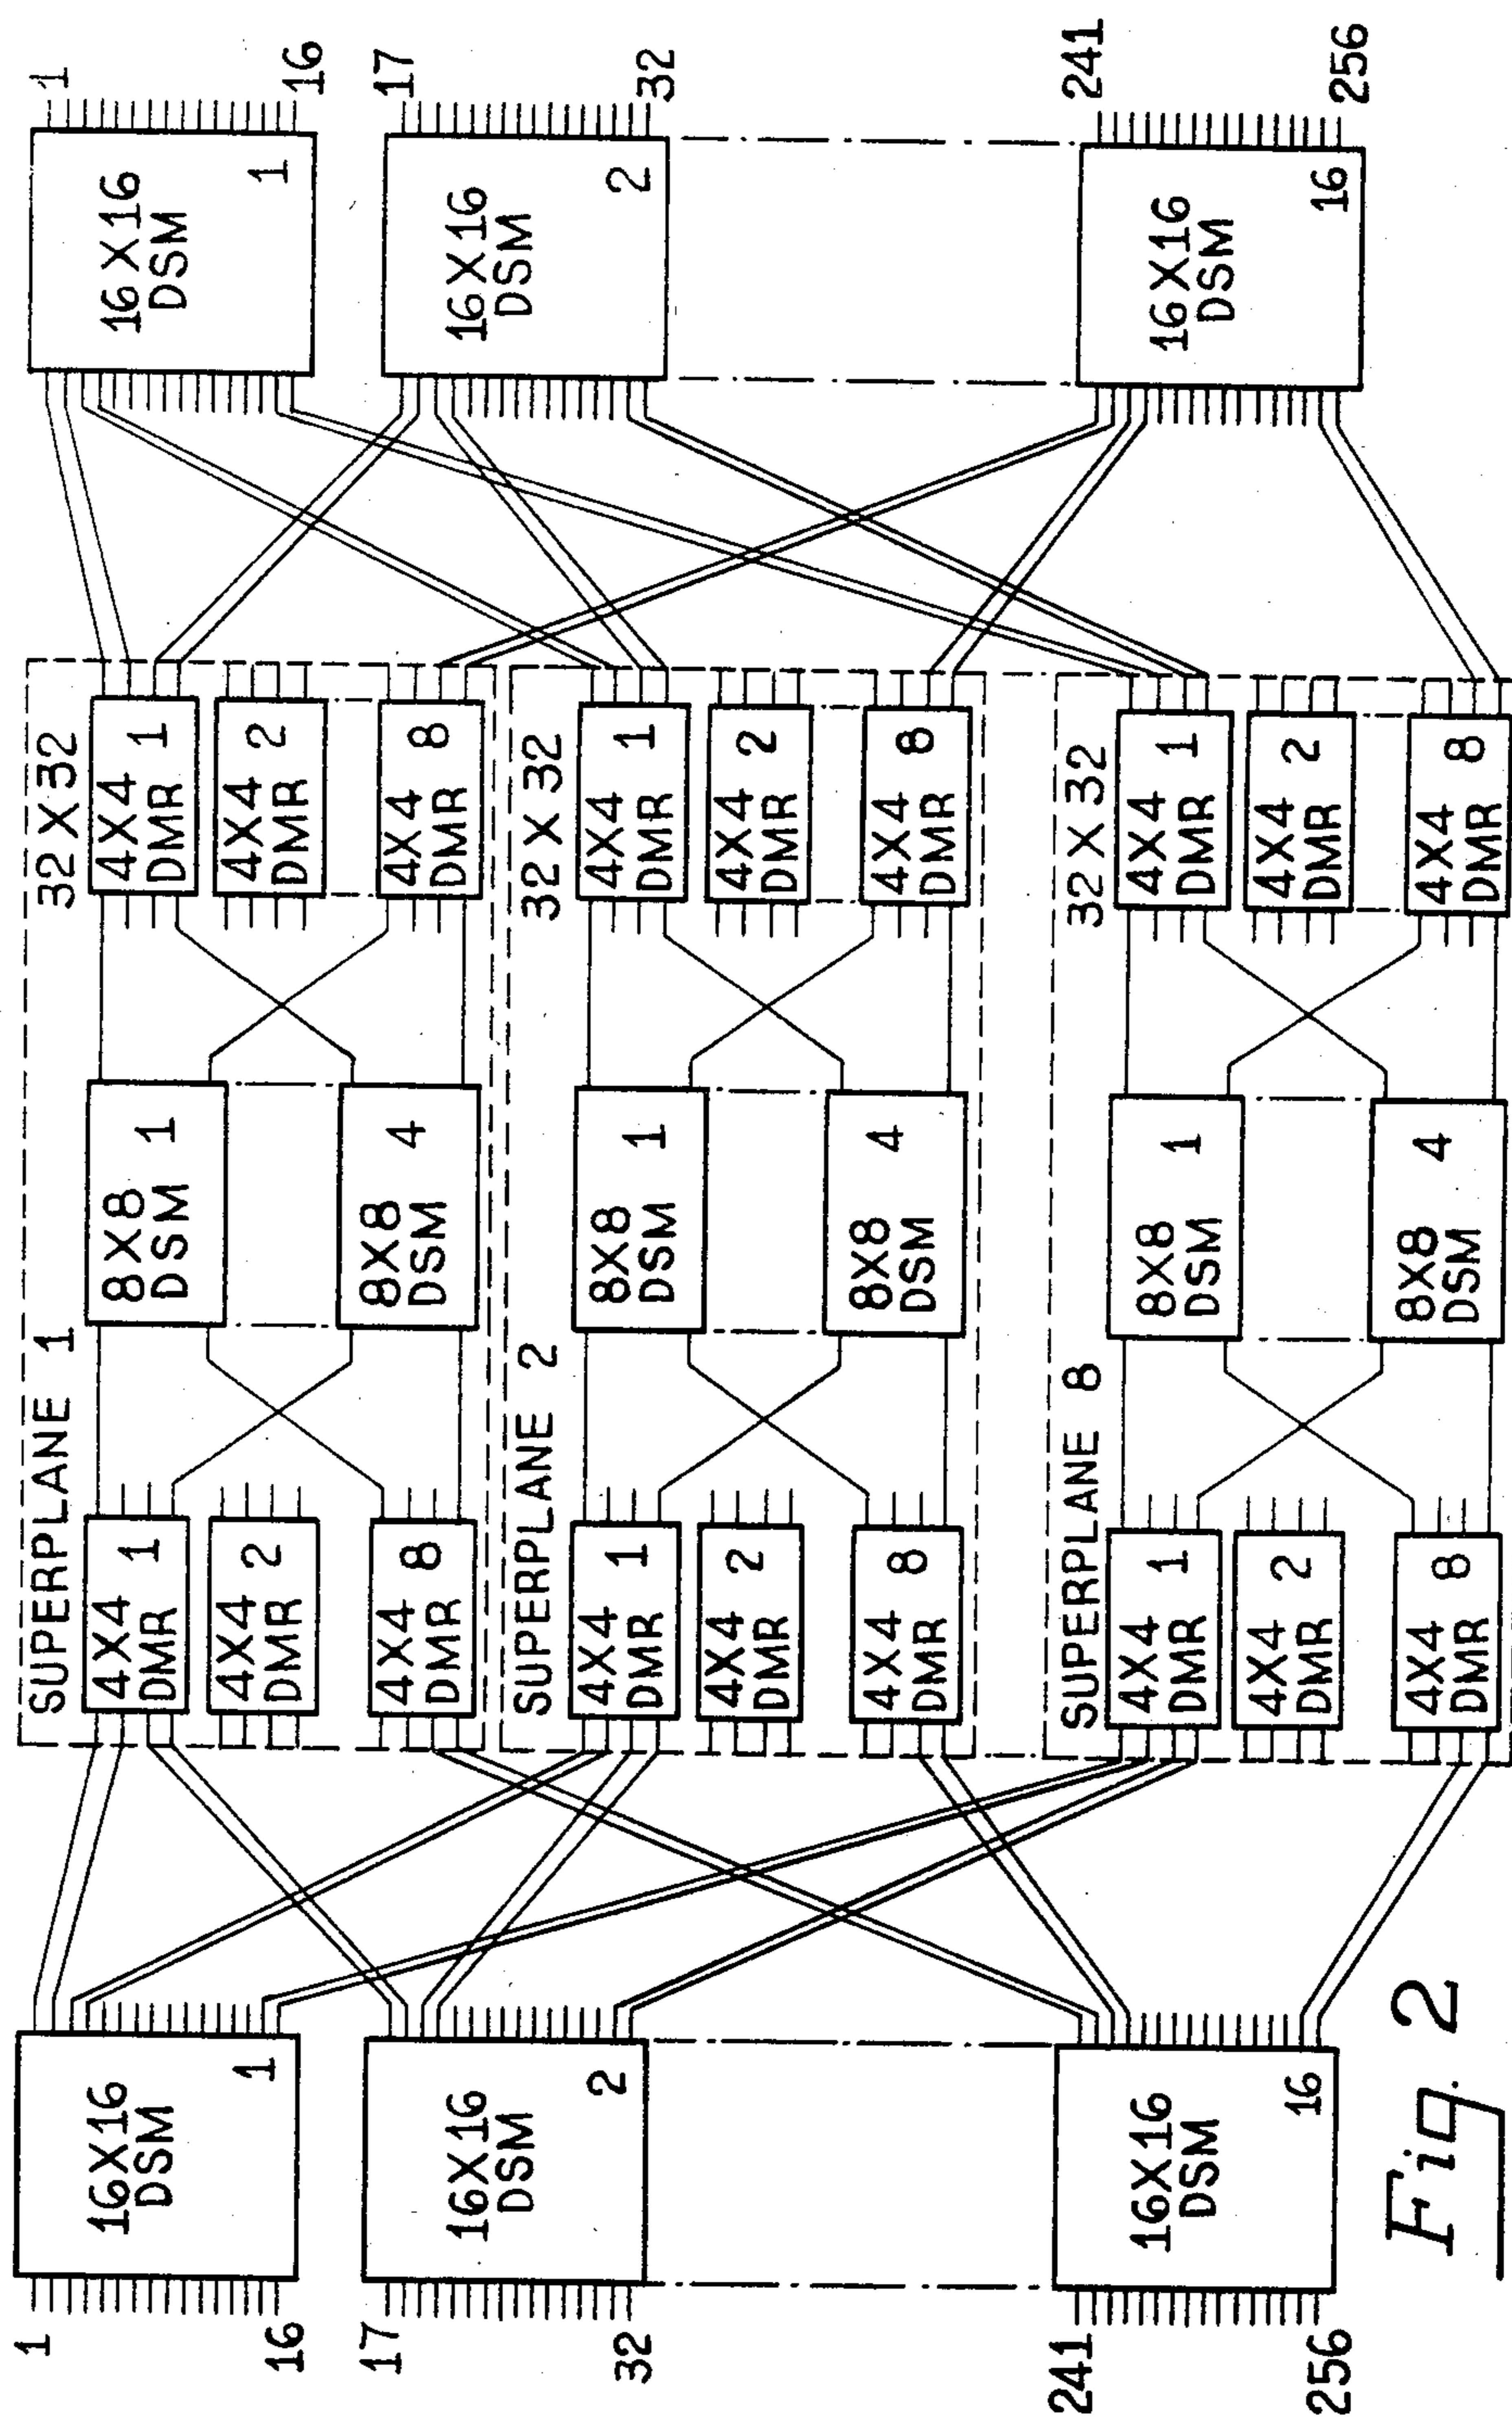 1
16
17
32
241
256
16X16
DSM
1
16X16
DSM
2
16X16
DSM
16
SUPERPLANE 1
32 X 32
4X4
DMR 1
4X4
DMR 2
4X4
DMR 8
8X8
DSM 1
8X8
DSM 4
4X4
DMR 1
4X4
DMR 2
4X4
DMR 8
SUPERPLANE 2
32 X 32
4X4
DMR 1
4X4
DMR 2
4X4
DMR 8
8X8
DSM 1
8X8
DSM 4
4X4
DMR 1
4X4
DMR 2
4X4
DMR 8
SUPERPLANE 8
32 X 32
4X4
DMR 1
4X4
DMR 2
4X4
DMR 8
8X8
DSM 1
8X8
DSM 4
4X4
DMR 1
4X4
DMR 2
4X4
DMR 8
16X16
DSM
1
16X16
DSM
2
16X16
DSM
16
1
16
17
32
241
256
Fig. 2